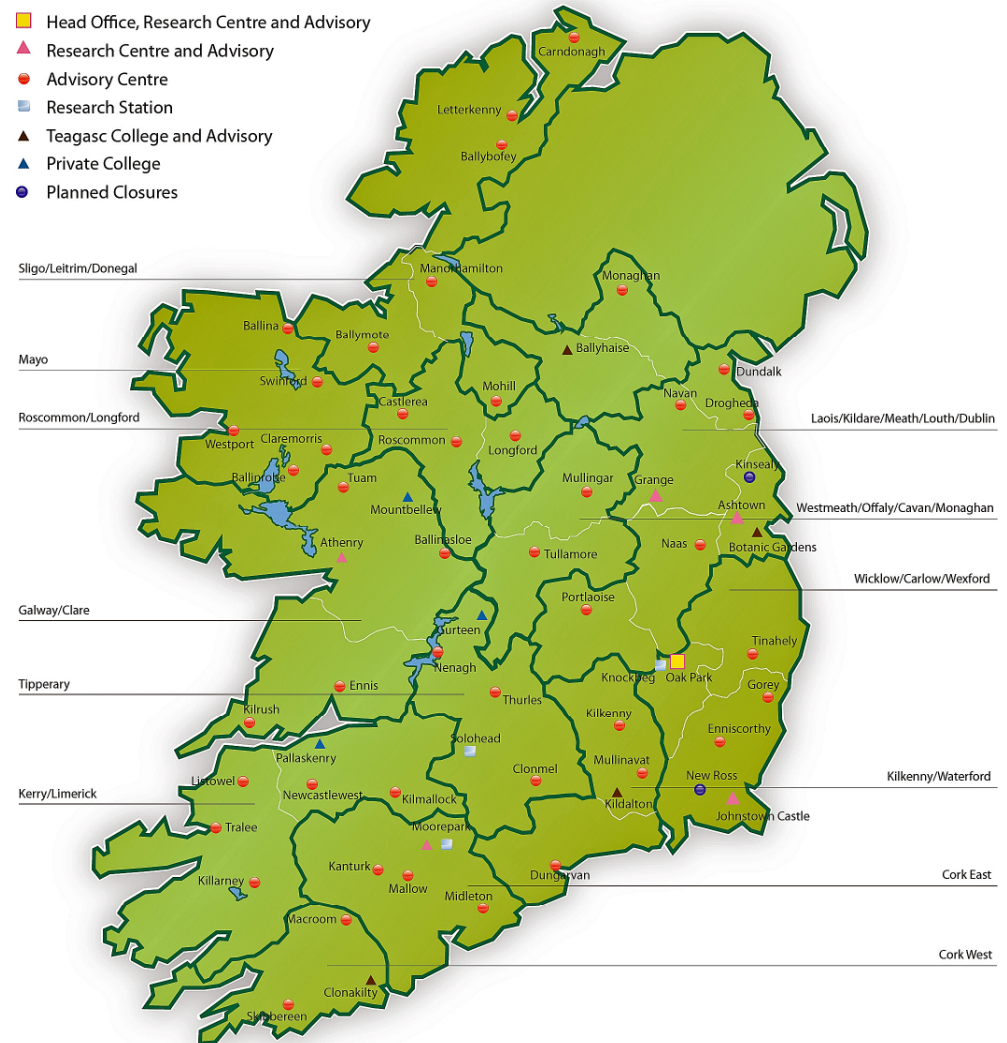 Head Office, Research Centre and Advisory
Research Centre and Advisory
Advisory Centre
Research Station
Teagasc College and Advisory
Private College
Planned Closures
Carndonagh
Letterkenny
Ballybofey
Sligo/Leitrim/Donegal
Manorhamilton
Monaghan
Ballina
Ballymote
Ballyhaise
Mayo
Dundalk
Swinford
Mohill
Navan
Castlerea
Drogheda
Roscommon/Longford
Laois/Kildare/Meath/Louth/Dublin
Westport
Claremorris
Roscommon
Longford
Kinsealy
Ballinrobe
Tuam
Mullingar
Grange
Mountbellew
Ashtown
Westmeath/Offaly/Cavan/Monaghan
Athenry
Ballinasloe
Tullamore
Naas
Botanic Gardens
Wicklow/Carlow/Wexford
Portlaoise
Galway/Clare
Gurteen
Tinahely
Nenagh
Knockbeg
Oak Park
Tipperary
Ennis
Gorey
Thurles
Kilrush
Kilkenny
Enniscorthy
Solohead
Pallaskenry
Mullinavat
Clonmel
New Ross
Kilkenny/Waterford
Listowel
Newcastlewest
Kilmallock
Kerry/Limerick
Kildalton
Johnstown Castle
Tralee
Moorepark
Kanturk
Dungarvan
Cork East
Killarney
Mallow
Midleton
Macroom
Cork West
Clonakilty
Skibbereen